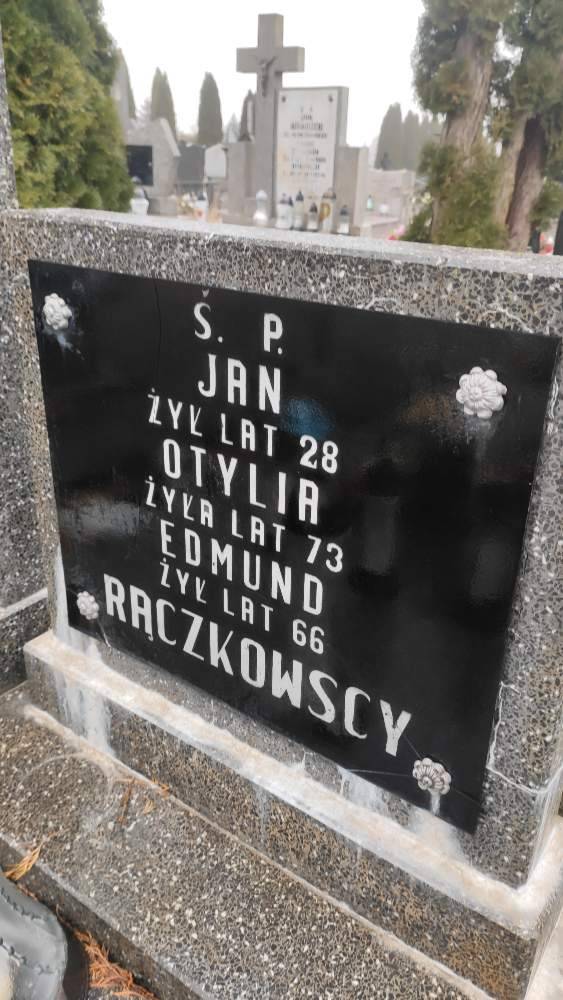 Ś. P.
JAN
ŻYŁ LAT 28
OTYLIA
ŻYŁA LAT 73
EDMUND
ŻYŁ LAT 66
RĄCZKOWSCY